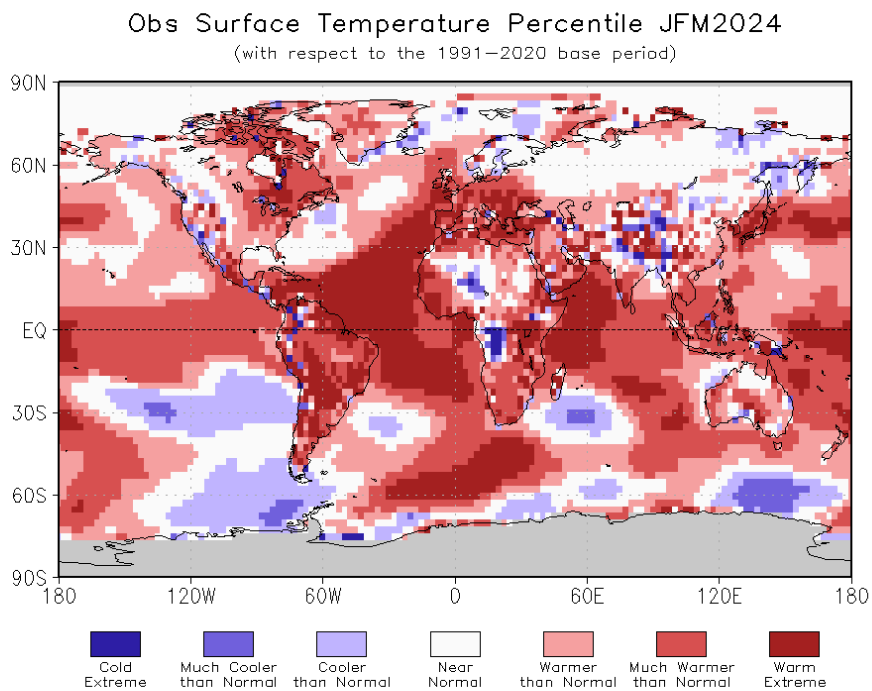 Obs Surface Temperature Percentile JFM2024
(with respect to the 1991–2020 base period)
90N
60N
30N
EQ
30S
60S
90S
180 120W 60W 0 60E 120E 180
Cold Extreme
Much Cooler than Normal
Cooler than Normal
Near Normal
Warmer than Normal
Much Warmer than Normal
Warm Extreme